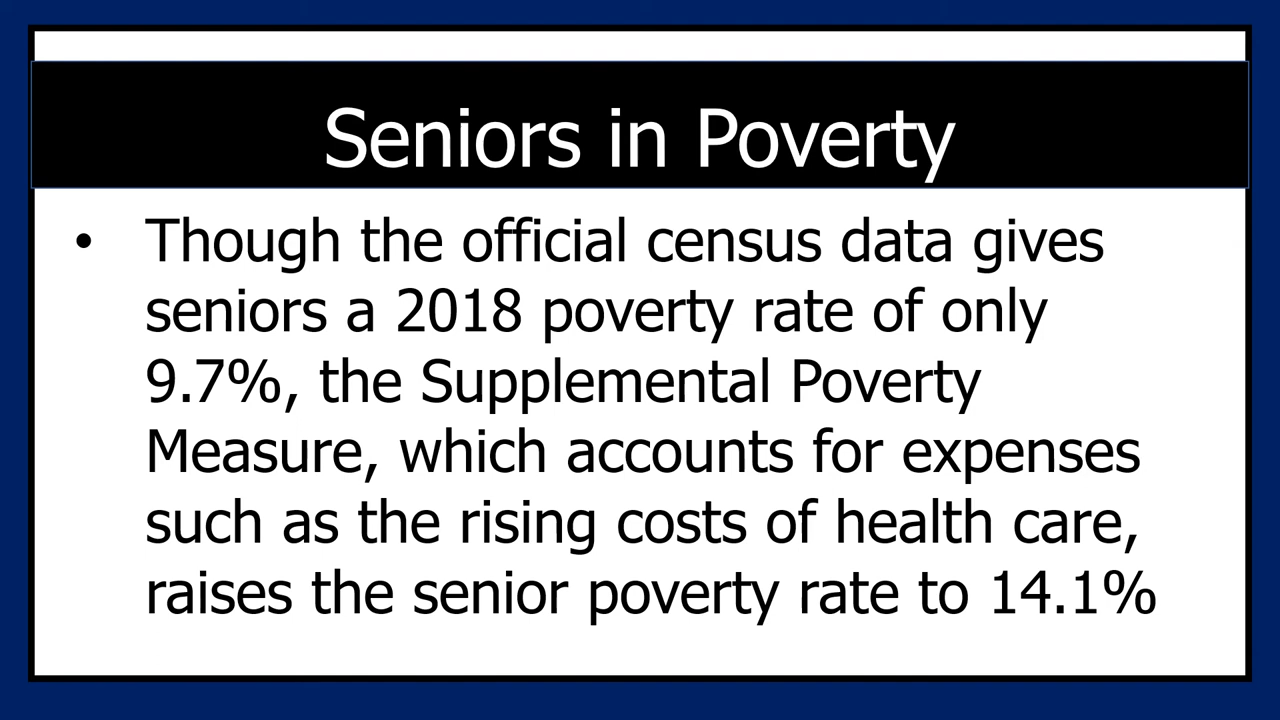 Seniors in Poverty
• Though the official census data gives
seniors a 2018 poverty rate of only
9.7%, the Supplemental Poverty
Measure, which accounts for expenses
such as the rising costs of health care,
raises the senior poverty rate to 14.1%